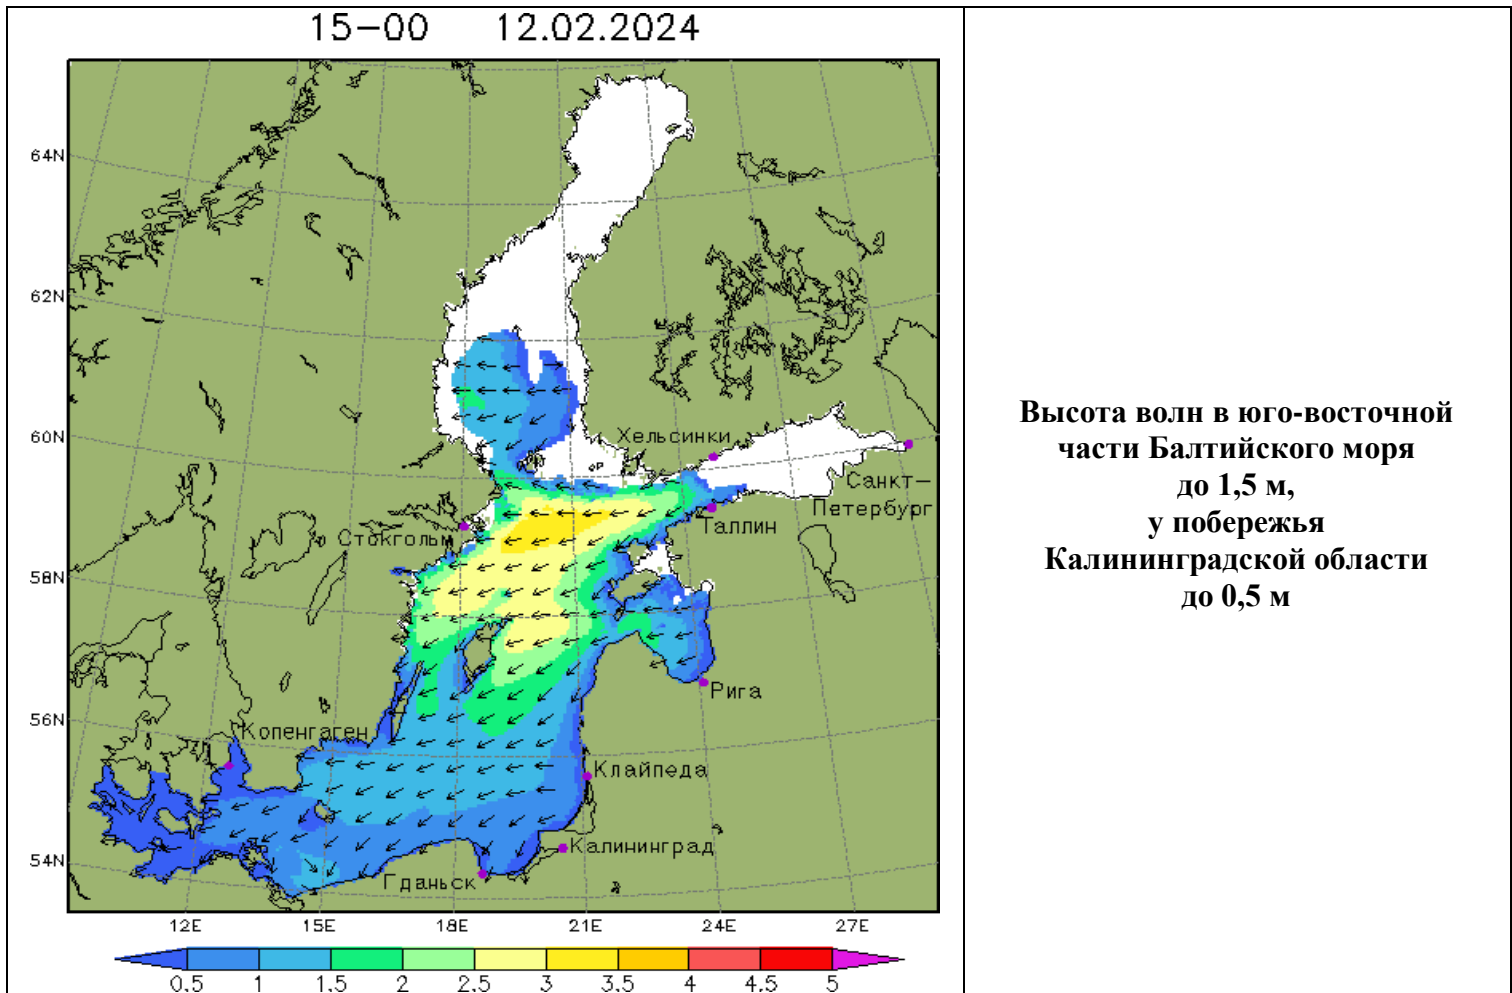 15-00 12.02.2024
64N
62N
60N
58N
56N
54N
Хельсинки
Санкт-
Петербург
Таллин
Стокгольм
Рига
Копенгаген
Клайпеда
Калининград
Гданьск
12E 15E 18E 21E 24E 27E
0,5 1 1,5 2 2,5 3 3,5 4 4,5 5
Высота волн в юго-восточной
части Балтийского моря
до 1,5 м,
у побережья
Калининградской области
до 0,5 м